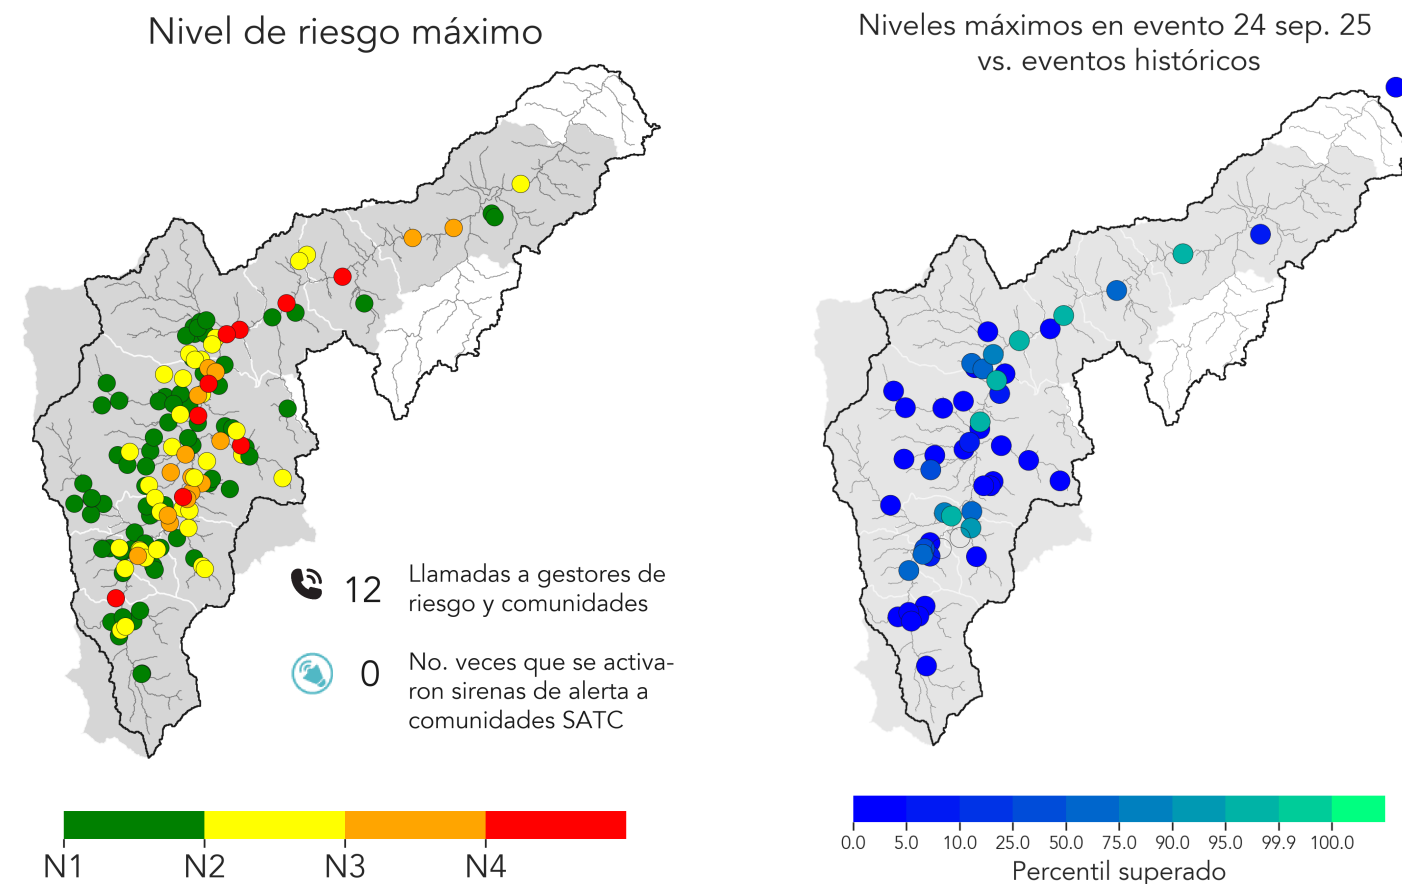 Nivel de riesgo máximo
12
Llamadas a gestores de
riesgo y comunidades
0
No. veces que se activa-
ron sirenas de alerta a
comunidades SATC
N1 N2 N3 N4
Niveles máximos en evento 24 sep. 25
vs. eventos históricos
0.0 5.0 10.0 25.0 50.0 75.0 90.0 95.0 99.9 100.0
Percentil superado